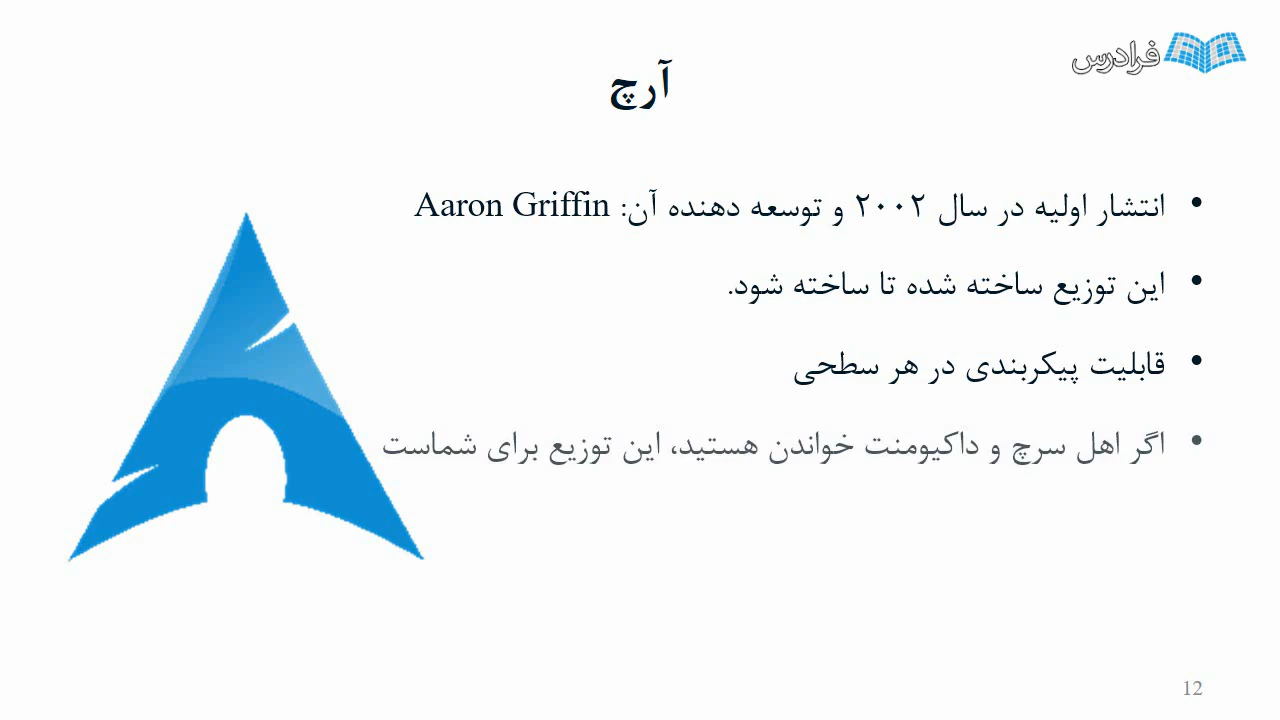 فرادرس
آرچ
• انتشار اولیه در سال ۲۰۰۲ و توسعه دهنده آن: Aaron Griffin
• این توزیع ساخته شده تا ساخته شود.
• قابلیت پیکربندی در هر سطحی
• اگر اهل سرچ و داکیومنت خواندن هستید، این توزیع برای شماست
12